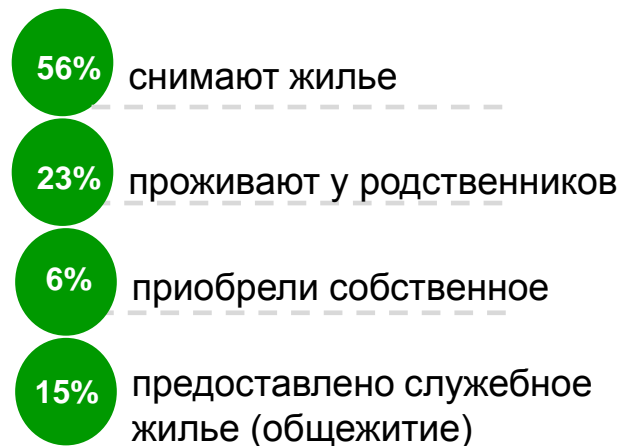 56% снимают жилье
23% проживают у родственников
6% приобрели собственное
15% предоставлено служебное
жилье (общежитие)